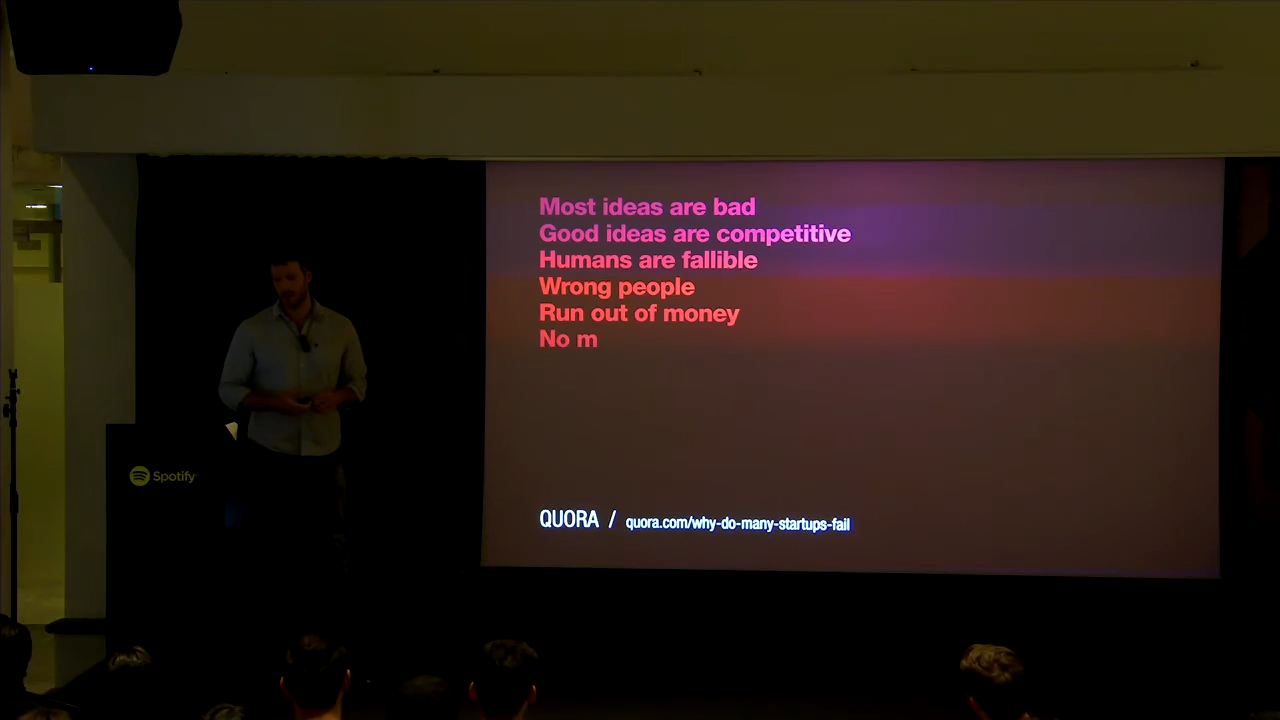 Most ideas are bad
Good ideas are competitive
Humans are fallible
Wrong people
Run out of money
No m
QUORA / quora.com/why-do-many-startups-fail
Spotify